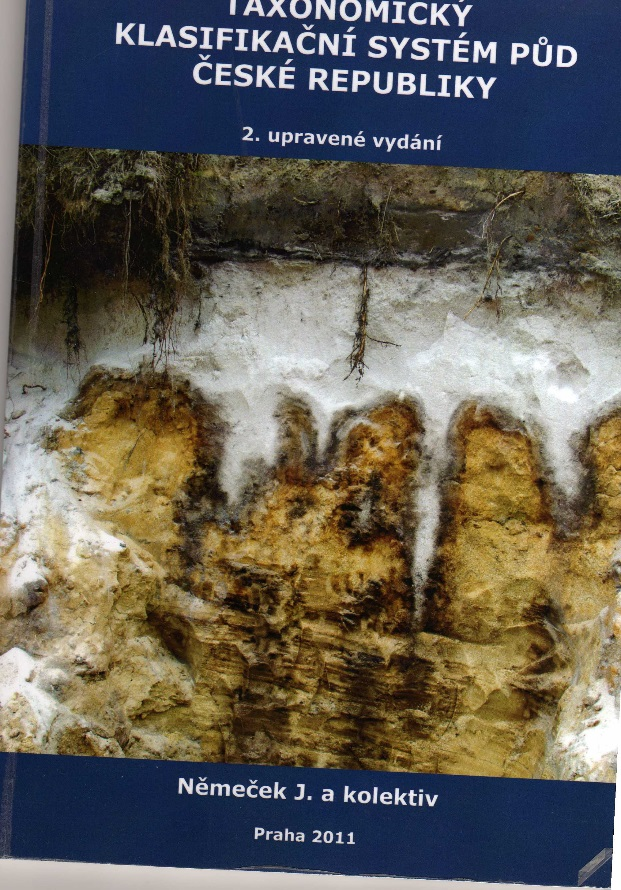 TAXONOMICKÝ
KLASIFIKAČNÍ SYSTÉM PŮD
ČESKÉ REPUBLIKY
2. upravené vydání
Němeček J. a kolektiv
Praha 2011